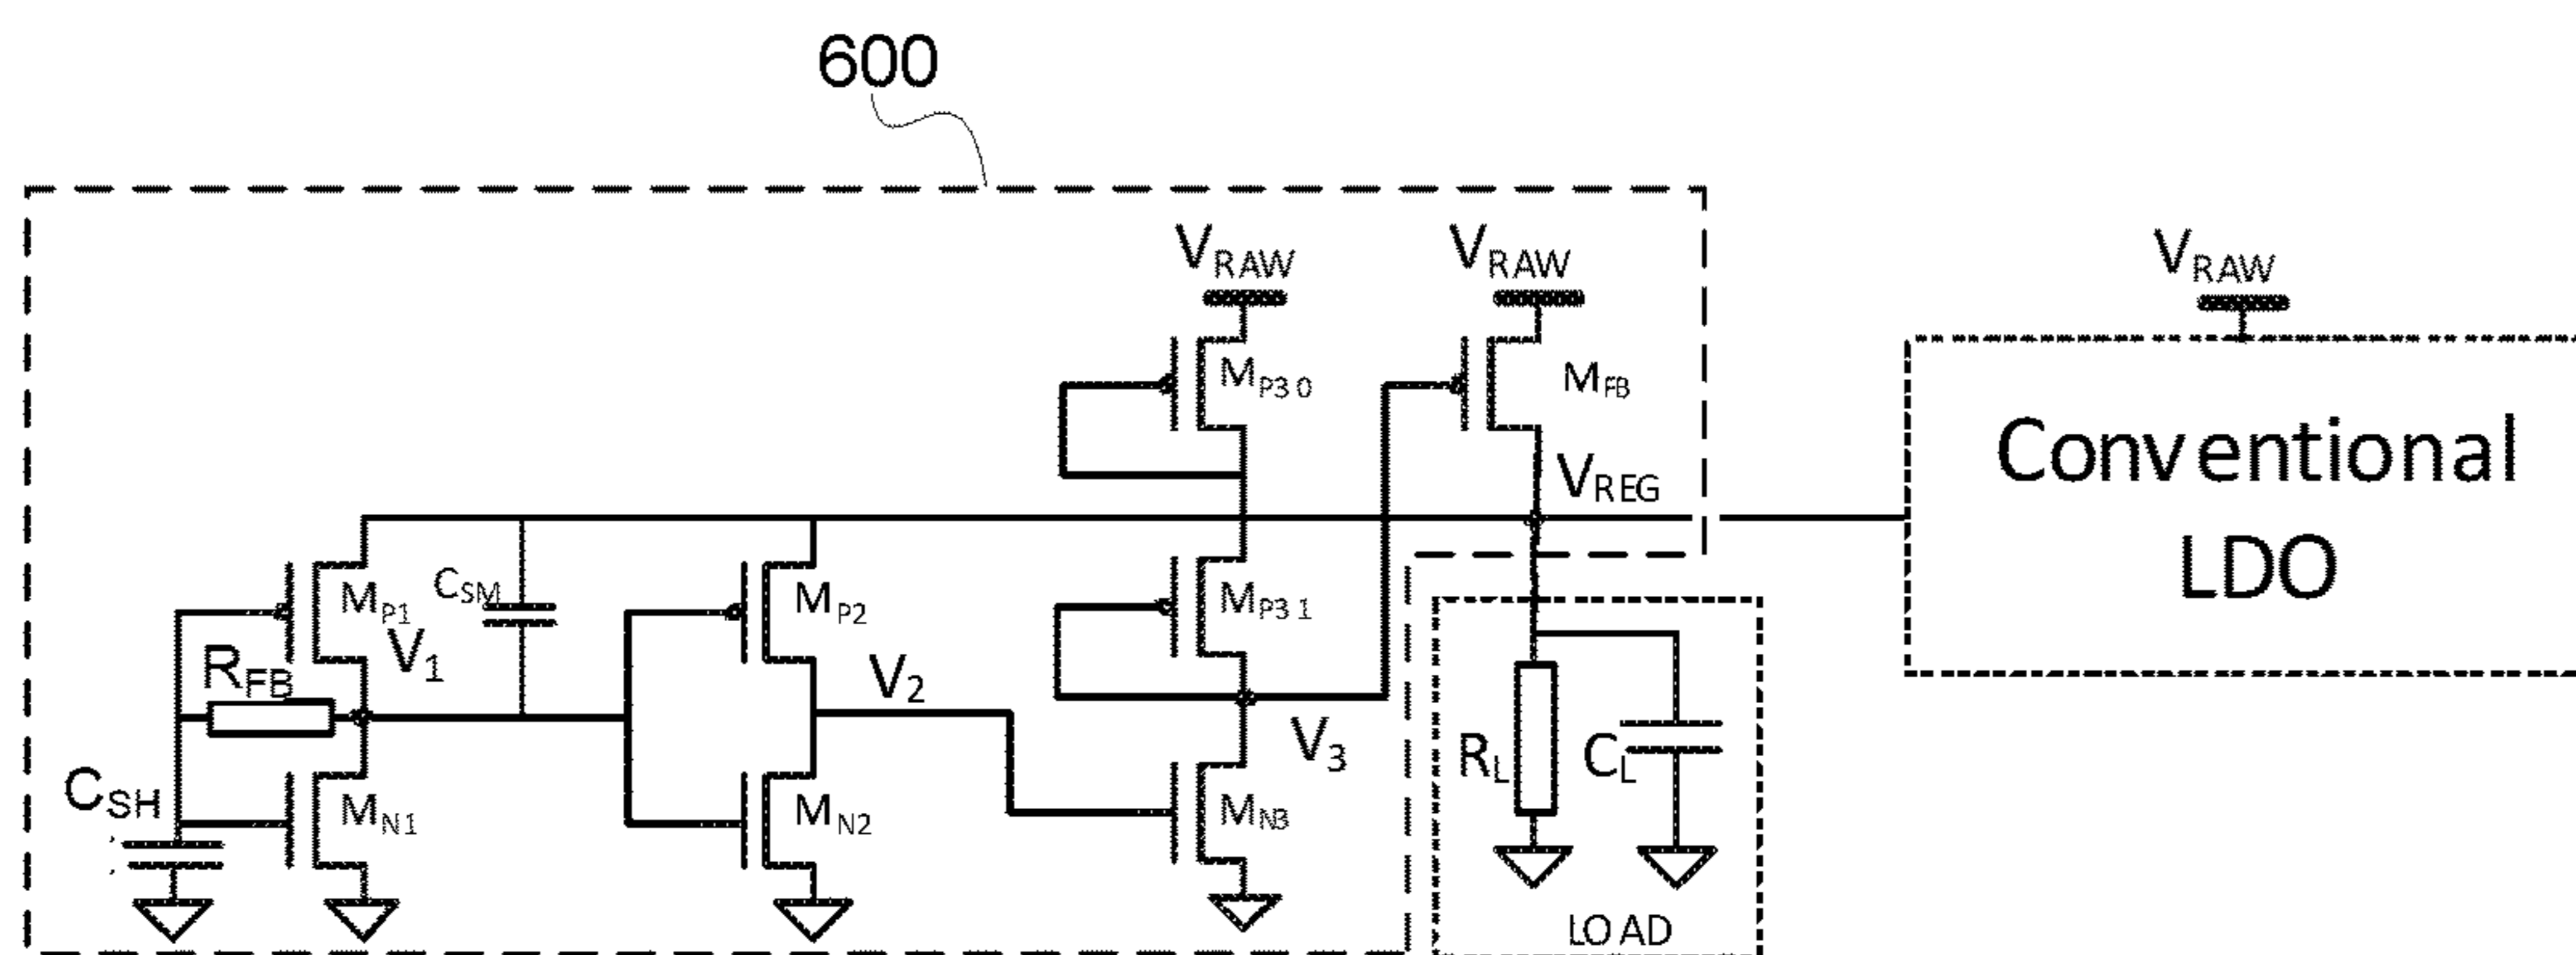 600
VRAW
VRAW
VRAW
MP3 0
MFB
Conventional
LDO
VREG
MP1
CSM
MP2
MP3 1
V1
RFB
V2
V3
CSH
MN1
MN2
MN3
RL
CL
LOAD